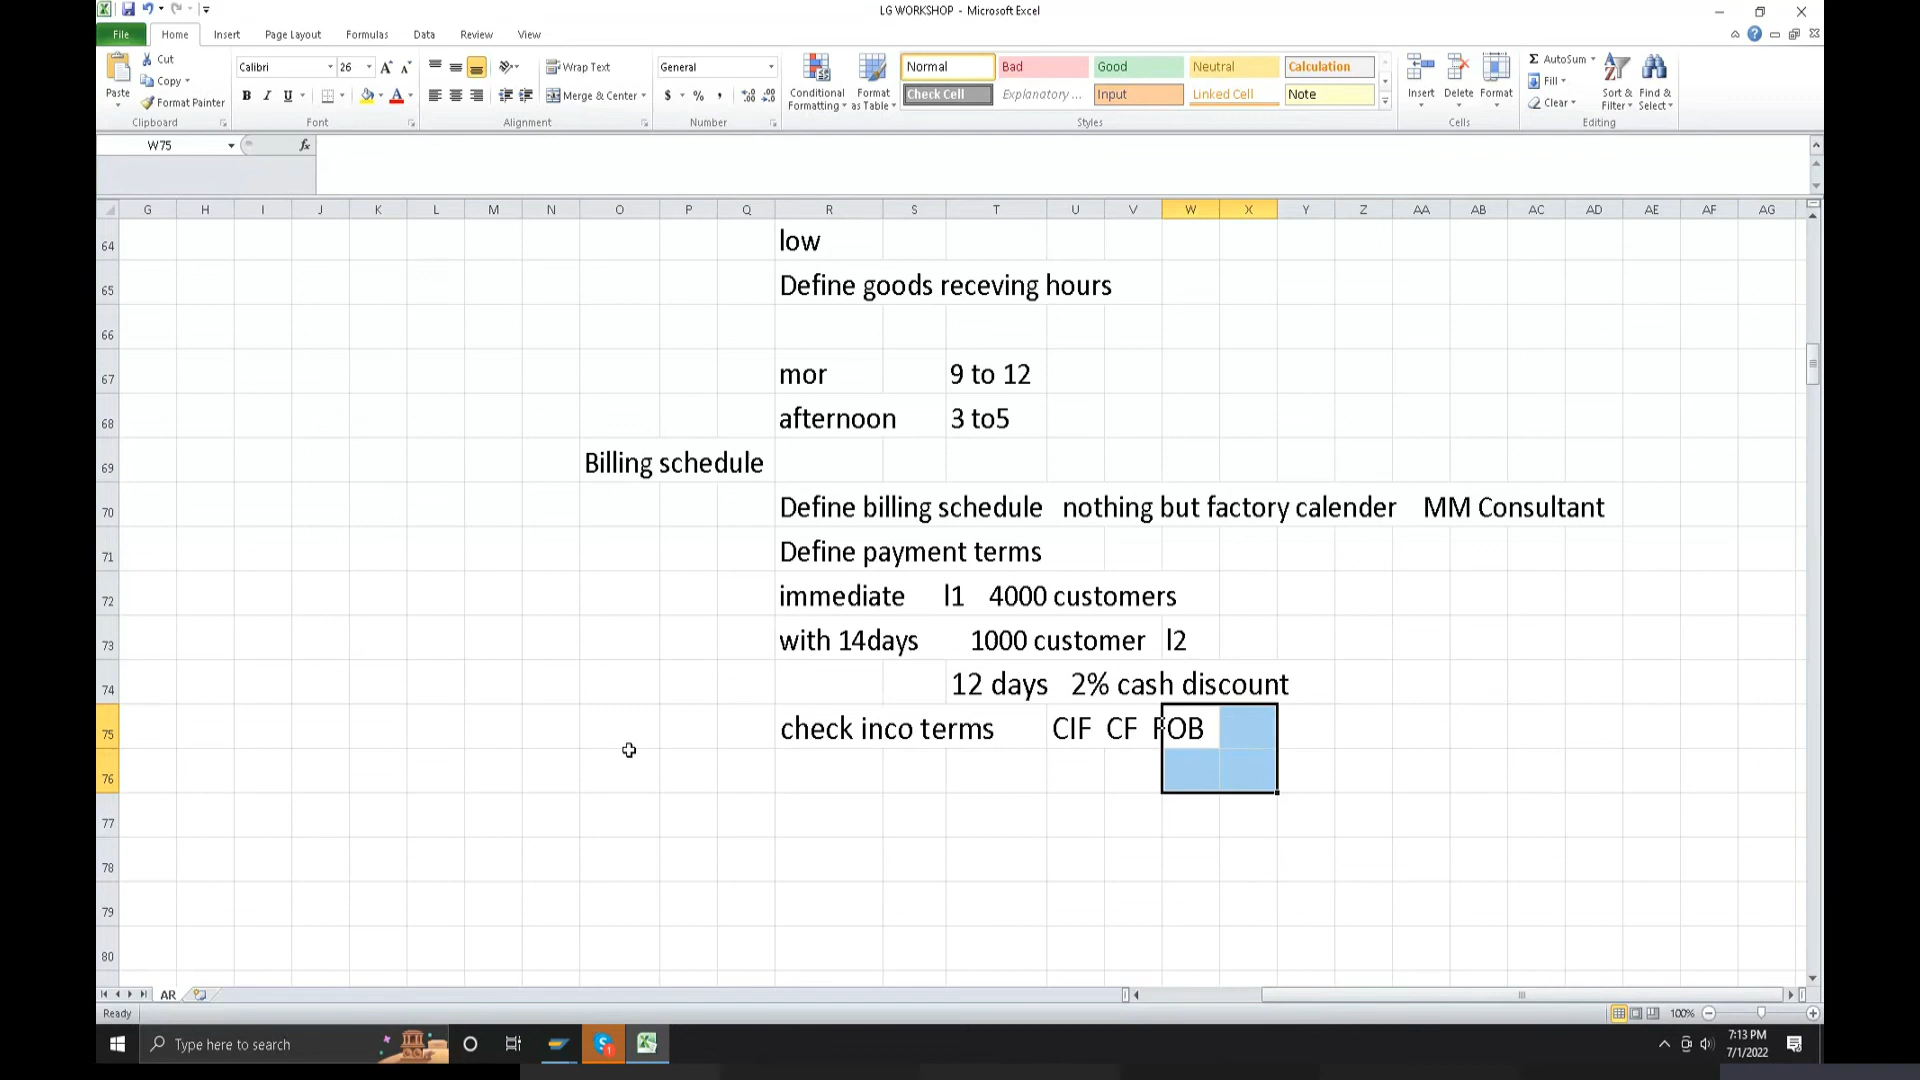 LG WORKSHOP - Microsoft Excel
File Home Insert Page Layout Formulas Data Review View
Paste Cut Copy Format Painter Clipboard
Calibri 26 B I U Font
Wrap Text Merge & Center Alignment
General $ % , Number
Conditional Formatting Format as Table
Normal Bad Good Neutral Calculation
Check Cell Explanatory ... Input Linked Cell Note
Styles
Insert Delete Format Cells
Σ AutoSum Fill Clear Sort & Filter Find & Select Editing
W75 fx
G H I J K L M N O P Q R S T U V W X Y Z AA AB AC AD AE AF AG
64 low
65 Define goods receving hours
66
67 mor 9 to 12
68 afternoon 3 to5
69 Billing schedule
70 Define billing schedule nothing but factory calender MM Consultant
71 Define payment terms
72 immediate l1 4000 customers
73 with 14days 1000 customer l2
74 12 days 2% cash discount
75 check inco terms CIF CF FOB
76
77
78
79
80
AR
Ready 100%
Type here to search
1
7:13 PM
7/1/2022